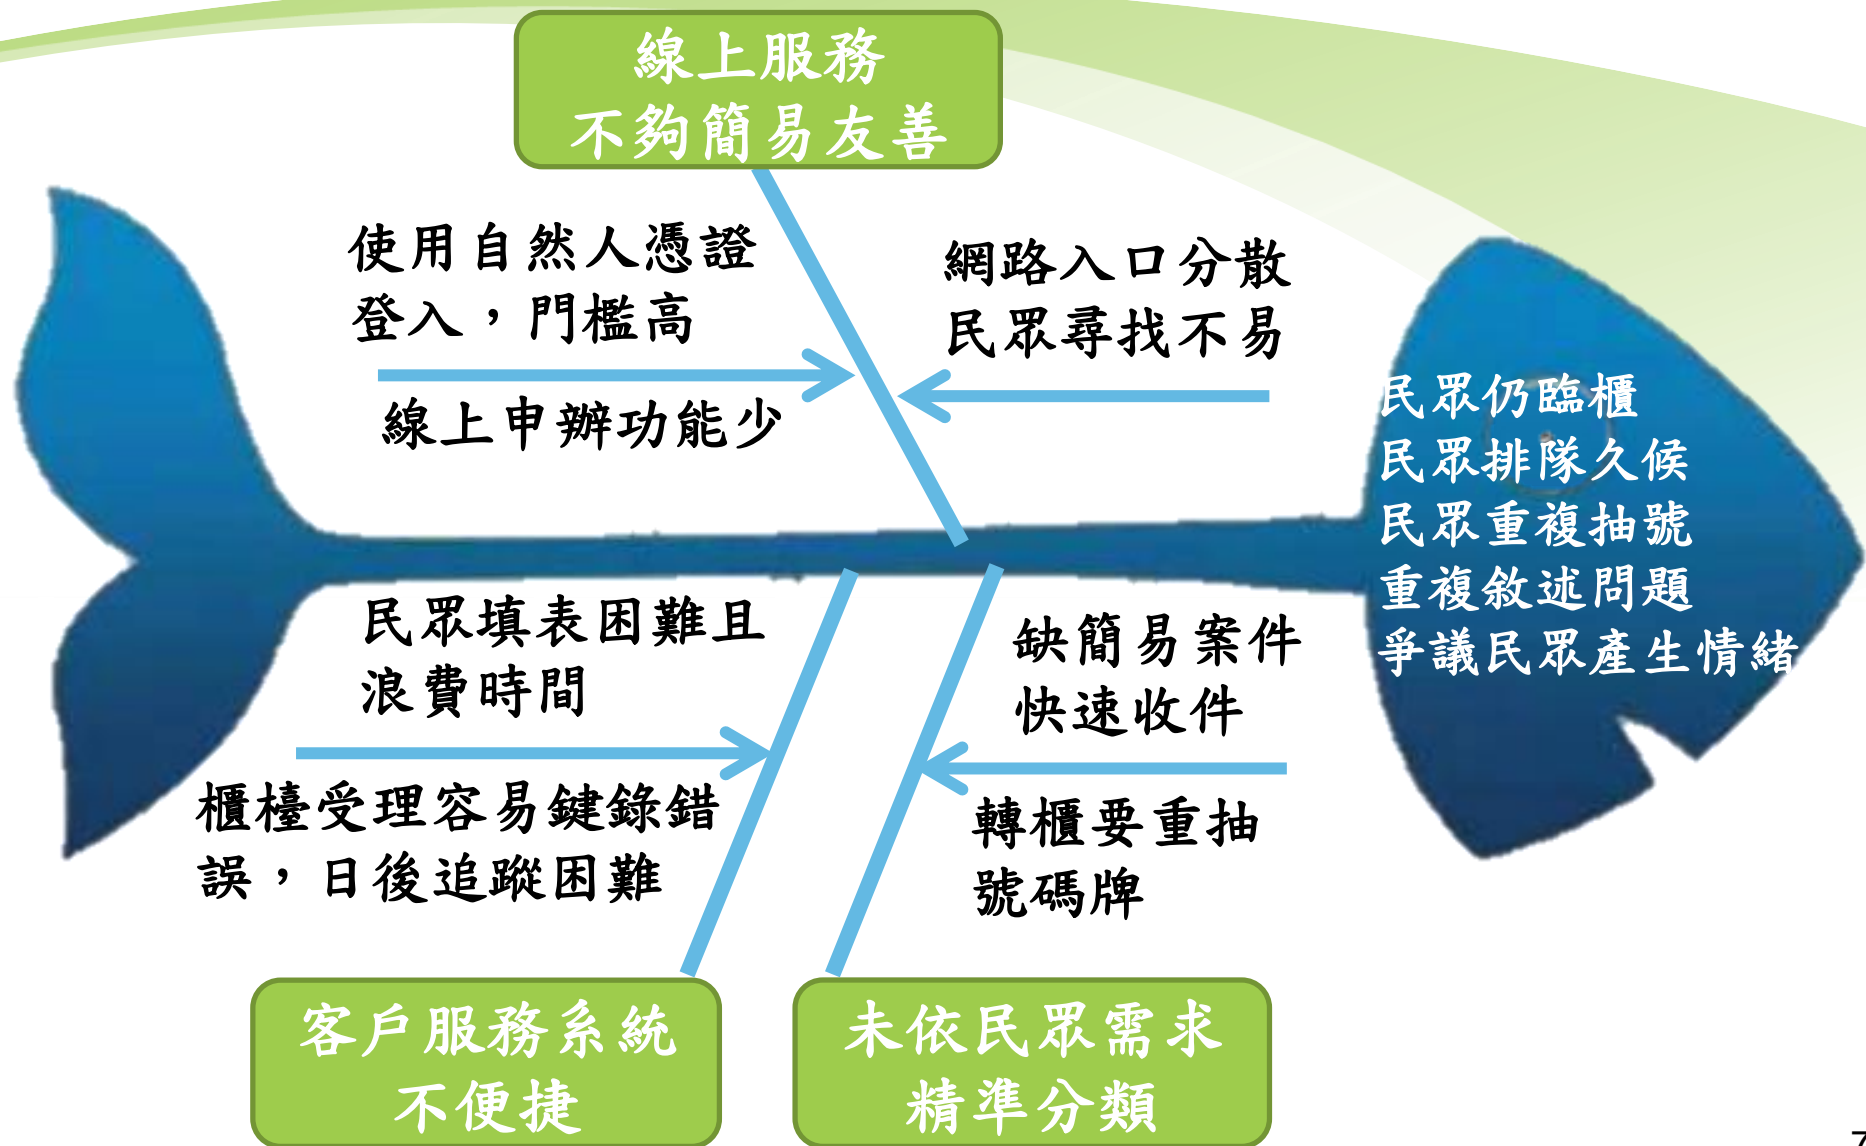 線上服務
不夠簡易友善
使用自然人憑證
登入，門檻高
線上申辦功能少
網路入口分散
民眾尋找不易
民眾仍臨櫃
民眾排隊久候
民眾重複抽號
重複敘述問題
爭議民眾產生情緒
民眾填表困難且
浪費時間
櫃檯受理容易鍵錄錯
誤，日後追蹤困難
缺簡易案件
快速收件
轉櫃要重抽
號碼牌
客戶服務系統
不便捷
未依民眾需求
精準分類
7